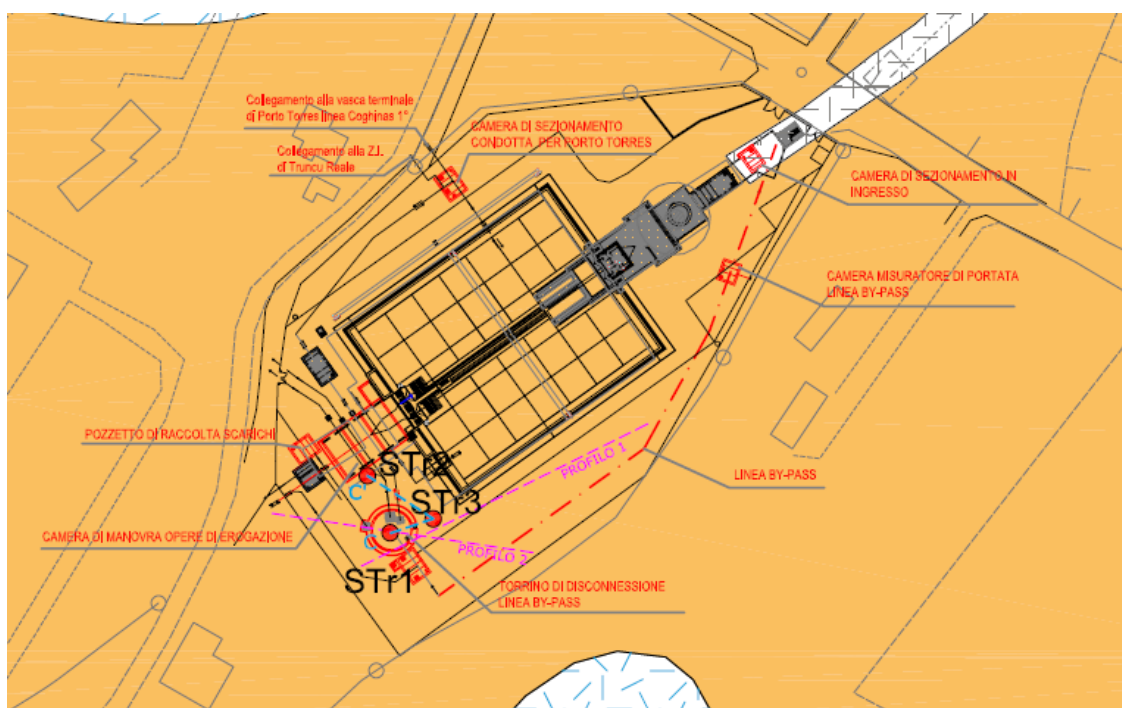 Collegamento alla vasca terminale
di Porto Torres linea Coghinas 1°
Collegamento alla Z.I.
di Truncu Reale
CAMERA DI SEZIONAMENTO
CONDOTTA PER PORTO TORRES
CAMERA DI SEZIONAMENTO IN
INGRESSO
CAMERA MISURATORE DI PORTATA
LINEA BY-PASS
POZZETTO DI RACCOLTA SCARICHI
PROFILO 1
LINEA BY-PASS
STr2
C'
STr3
CAMERA DI MANOVRA OPERE DI EROGAZIONE
C
PROFILO 2
STr1
TORRINO DI DISCONNESSIONE
LINEA BY-PASS